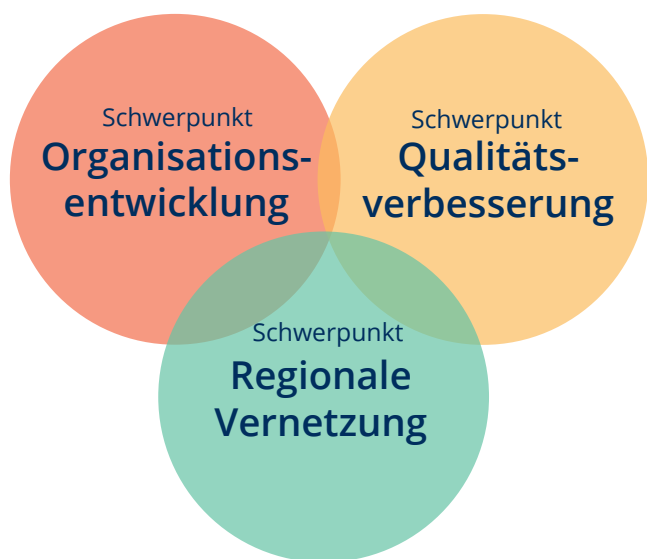 Schwerpunkt
Organisations-
entwicklung
Schwerpunkt
Qualitäts-
verbesserung
Schwerpunkt
Regionale
Vernetzung